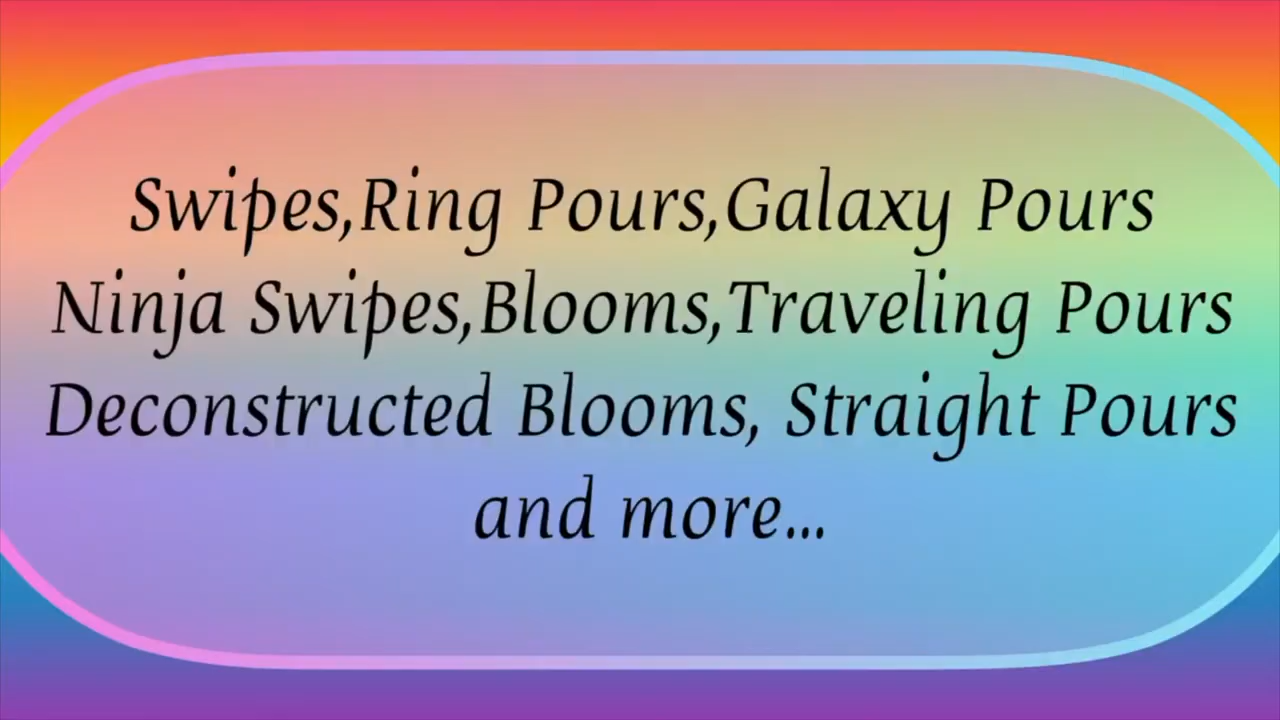 Swipes,Ring Pours,Galaxy Pours
Ninja Swipes,Blooms,Traveling Pours
Deconstructed Blooms, Straight Pours
and more...